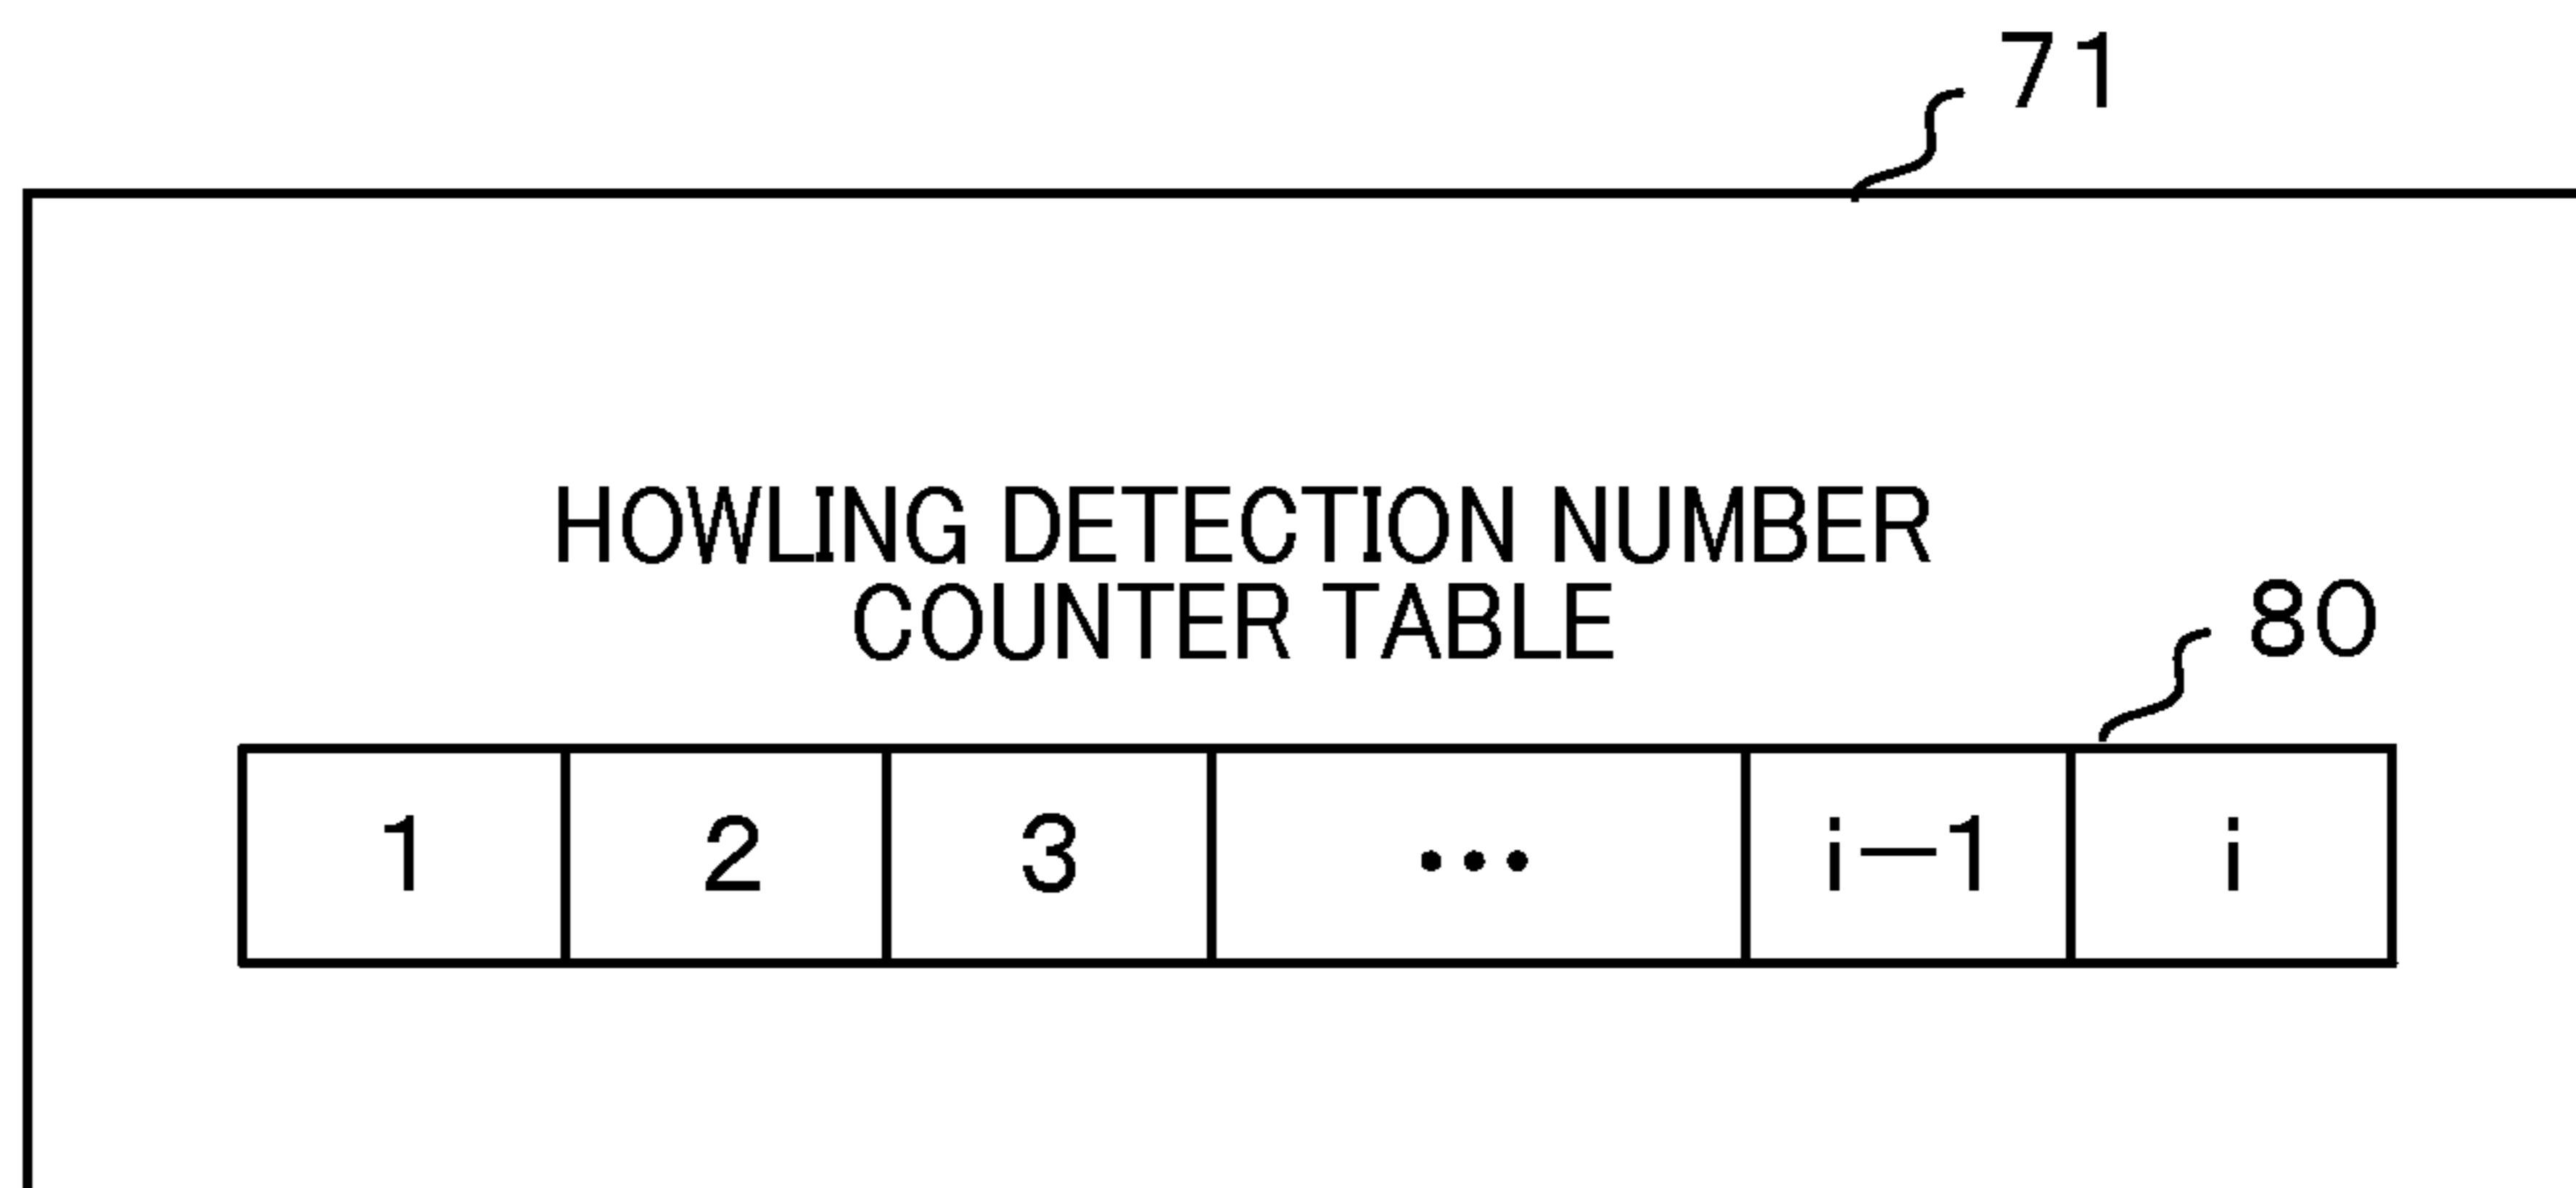 71
HOWLING DETECTION NUMBER
COUNTER TABLE
80
1 2 3 ••• i−1 i